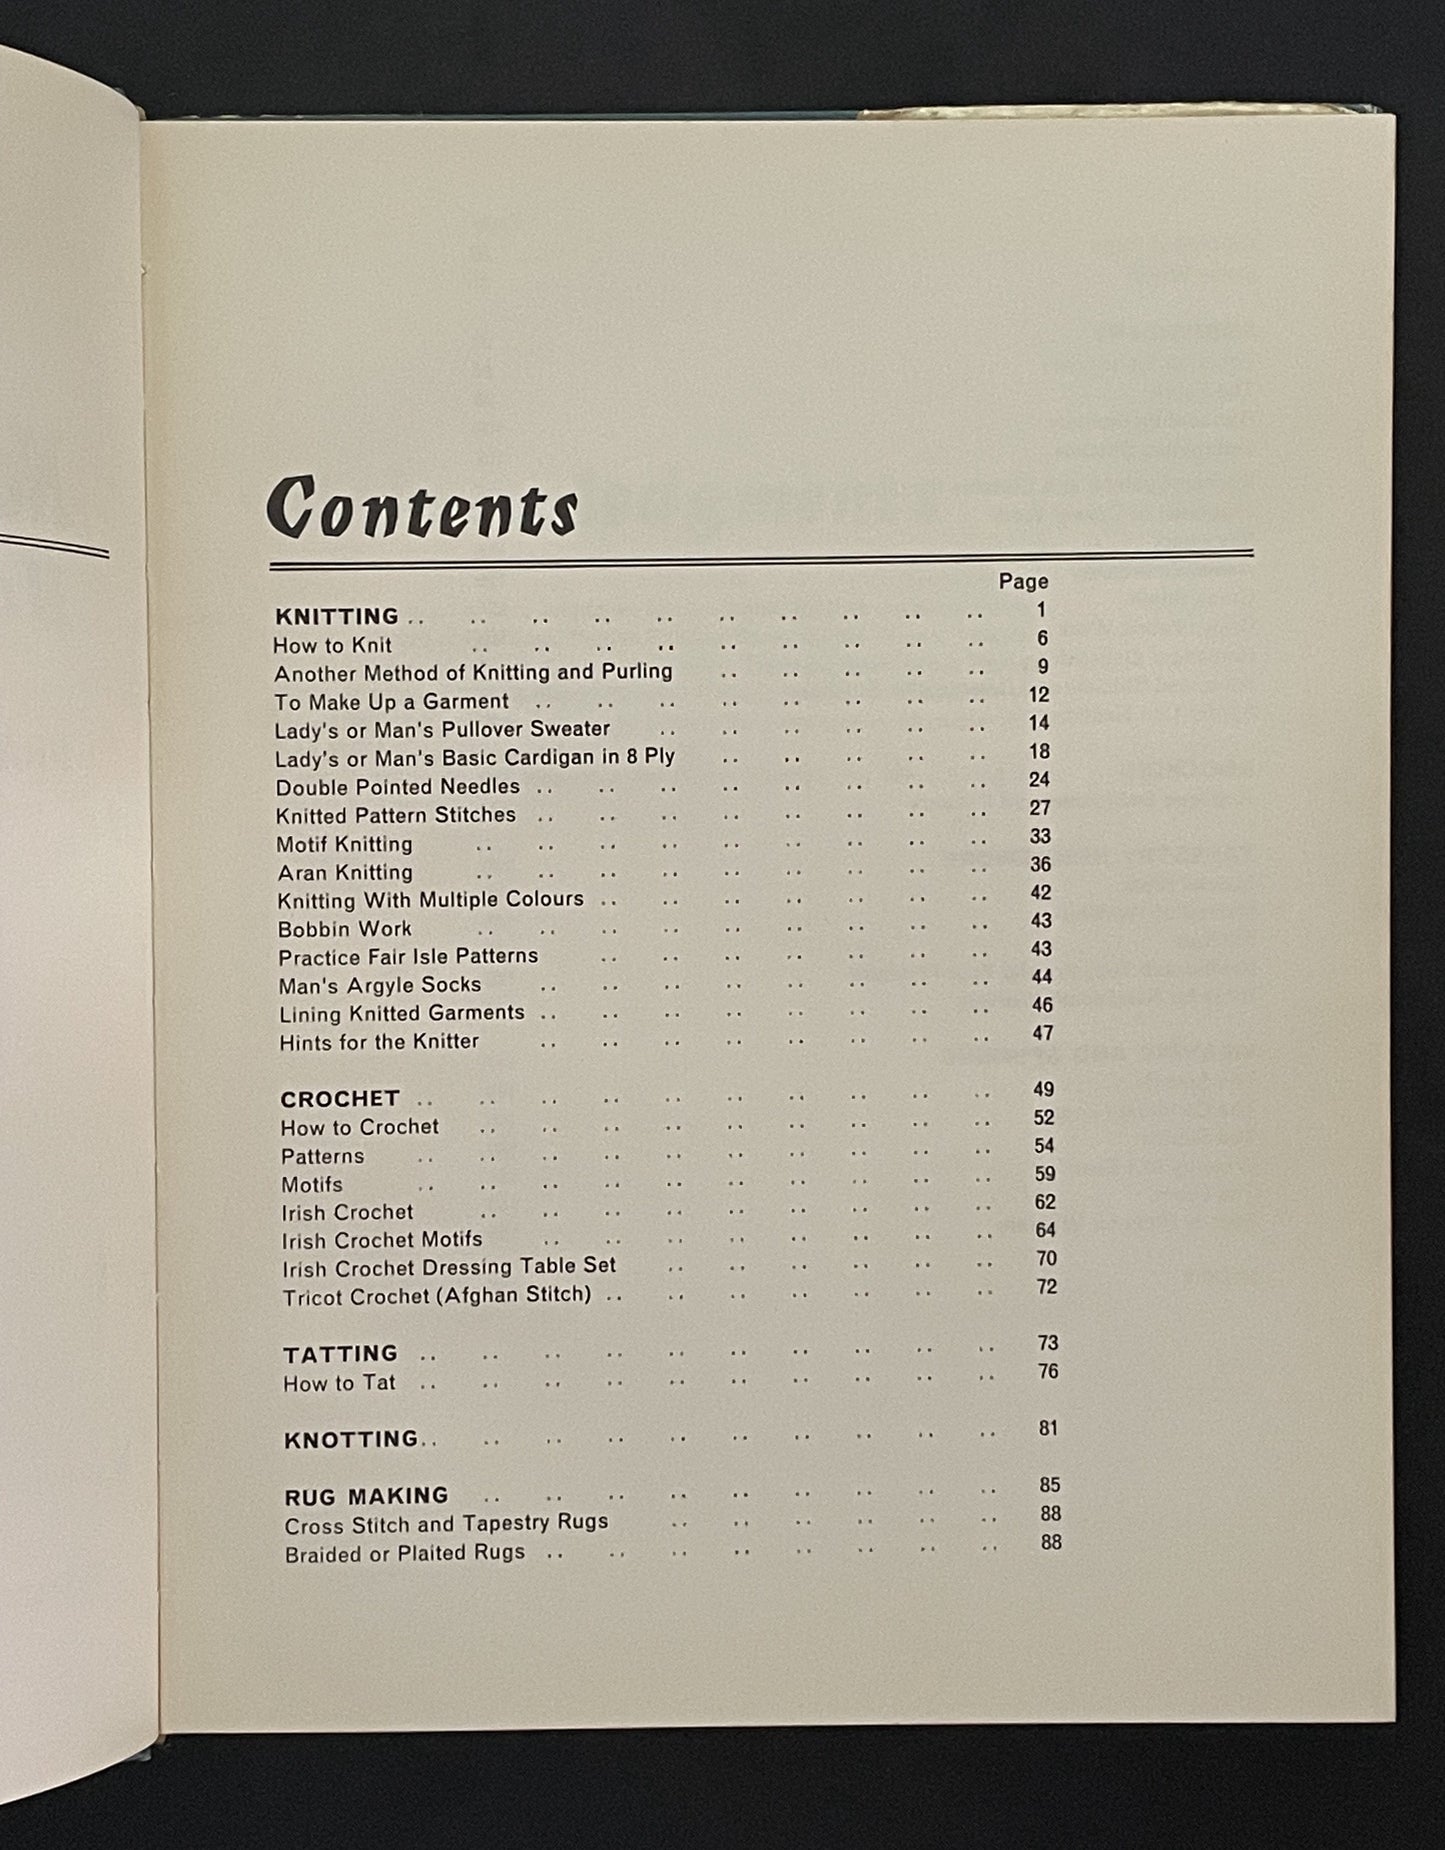 Contents
Page
KNITTING .. .. .. .. .. .. .. .. .. .. 1
How to Knit .. .. .. .. .. .. .. .. .. 6
Another Method of Knitting and Purling .. .. .. .. .. 9
To Make Up a Garment .. .. .. .. .. .. .. .. 12
Lady's or Man's Pullover Sweater .. .. .. .. .. .. 14
Lady's or Man's Basic Cardigan in 8 Ply .. .. .. .. .. 18
Double Pointed Needles .. .. .. .. .. .. .. .. 24
Knitted Pattern Stitches .. .. .. .. .. .. .. .. 27
Motif Knitting .. .. .. .. .. .. .. .. .. 33
Aran Knitting .. .. .. .. .. .. .. .. .. 36
Knitting With Multiple Colours .. .. .. .. .. .. .. 42
Bobbin Work .. .. .. .. .. .. .. .. .. 43
Practice Fair Isle Patterns .. .. .. .. .. .. .. 43
Man's Argyle Socks .. .. .. .. .. .. .. .. 44
Lining Knitted Garments .. .. .. .. .. .. .. .. 46
Hints for the Knitter .. .. .. .. .. .. .. .. 47
CROCHET .. .. .. .. .. .. .. .. .. .. 49
How to Crochet .. .. .. .. .. .. .. .. .. 52
Patterns .. .. .. .. .. .. .. .. .. .. 54
Motifs .. .. .. .. .. .. .. .. .. .. 59
Irish Crochet .. .. .. .. .. .. .. .. .. 62
Irish Crochet Motifs .. .. .. .. .. .. .. .. 64
Irish Crochet Dressing Table Set .. .. .. .. .. .. 70
Tricot Crochet (Afghan Stitch) .. .. .. .. .. .. .. 72
TATTING .. .. .. .. .. .. .. .. .. .. 73
How to Tat .. .. .. .. .. .. .. .. .. .. 76
KNOTTING .. .. .. .. .. .. .. .. .. .. 81
RUG MAKING .. .. .. .. .. .. .. .. .. 85
Cross Stitch and Tapestry Rugs .. .. .. .. .. .. 88
Braided or Plaited Rugs .. .. .. .. .. .. .. .. 88